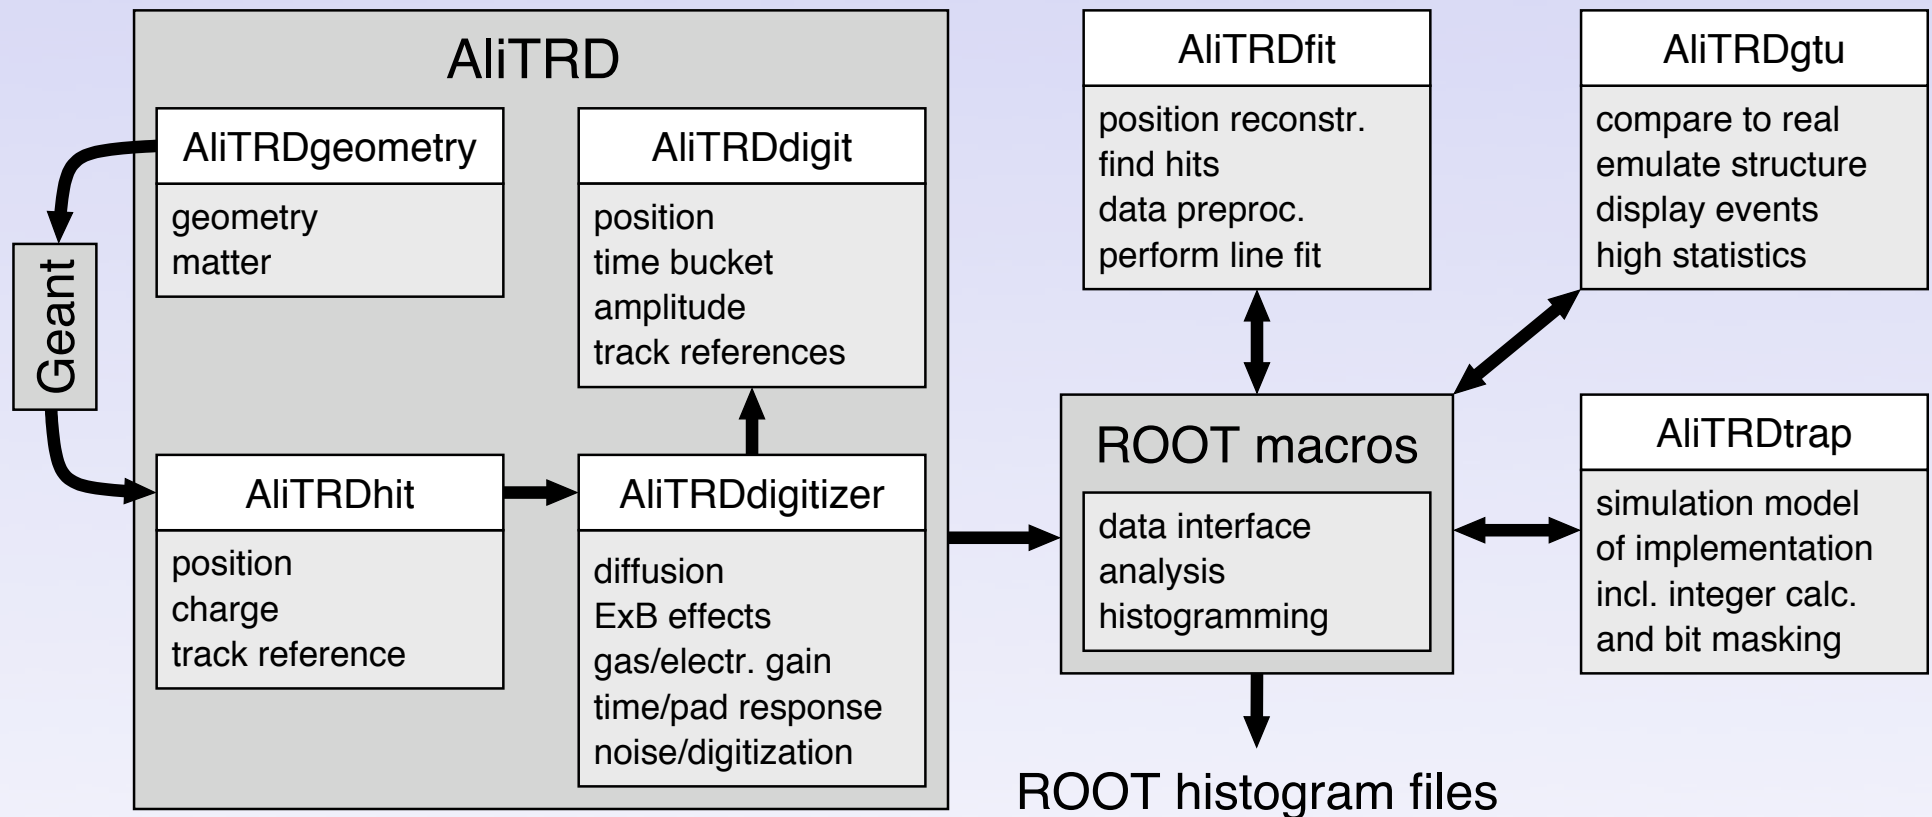 AliTRD
AliTRDgeometry
geometry
matter
AliTRDdigit
position
time bucket
amplitude
track references
Geant
AliTRDhit
position
charge
track reference
AliTRDdigitizer
diffusion
ExB effects
gas/electr. gain
time/pad response
noise/digitization
AliTRDfit
position reconstr.
find hits
data preproc.
perform line fit
AliTRDgtu
compare to real
emulate structure
display events
high statistics
ROOT macros
data interface
analysis
histogramming
AliTRDtrap
simulation model
of implementation
incl. integer calc.
and bit masking
ROOT histogram files